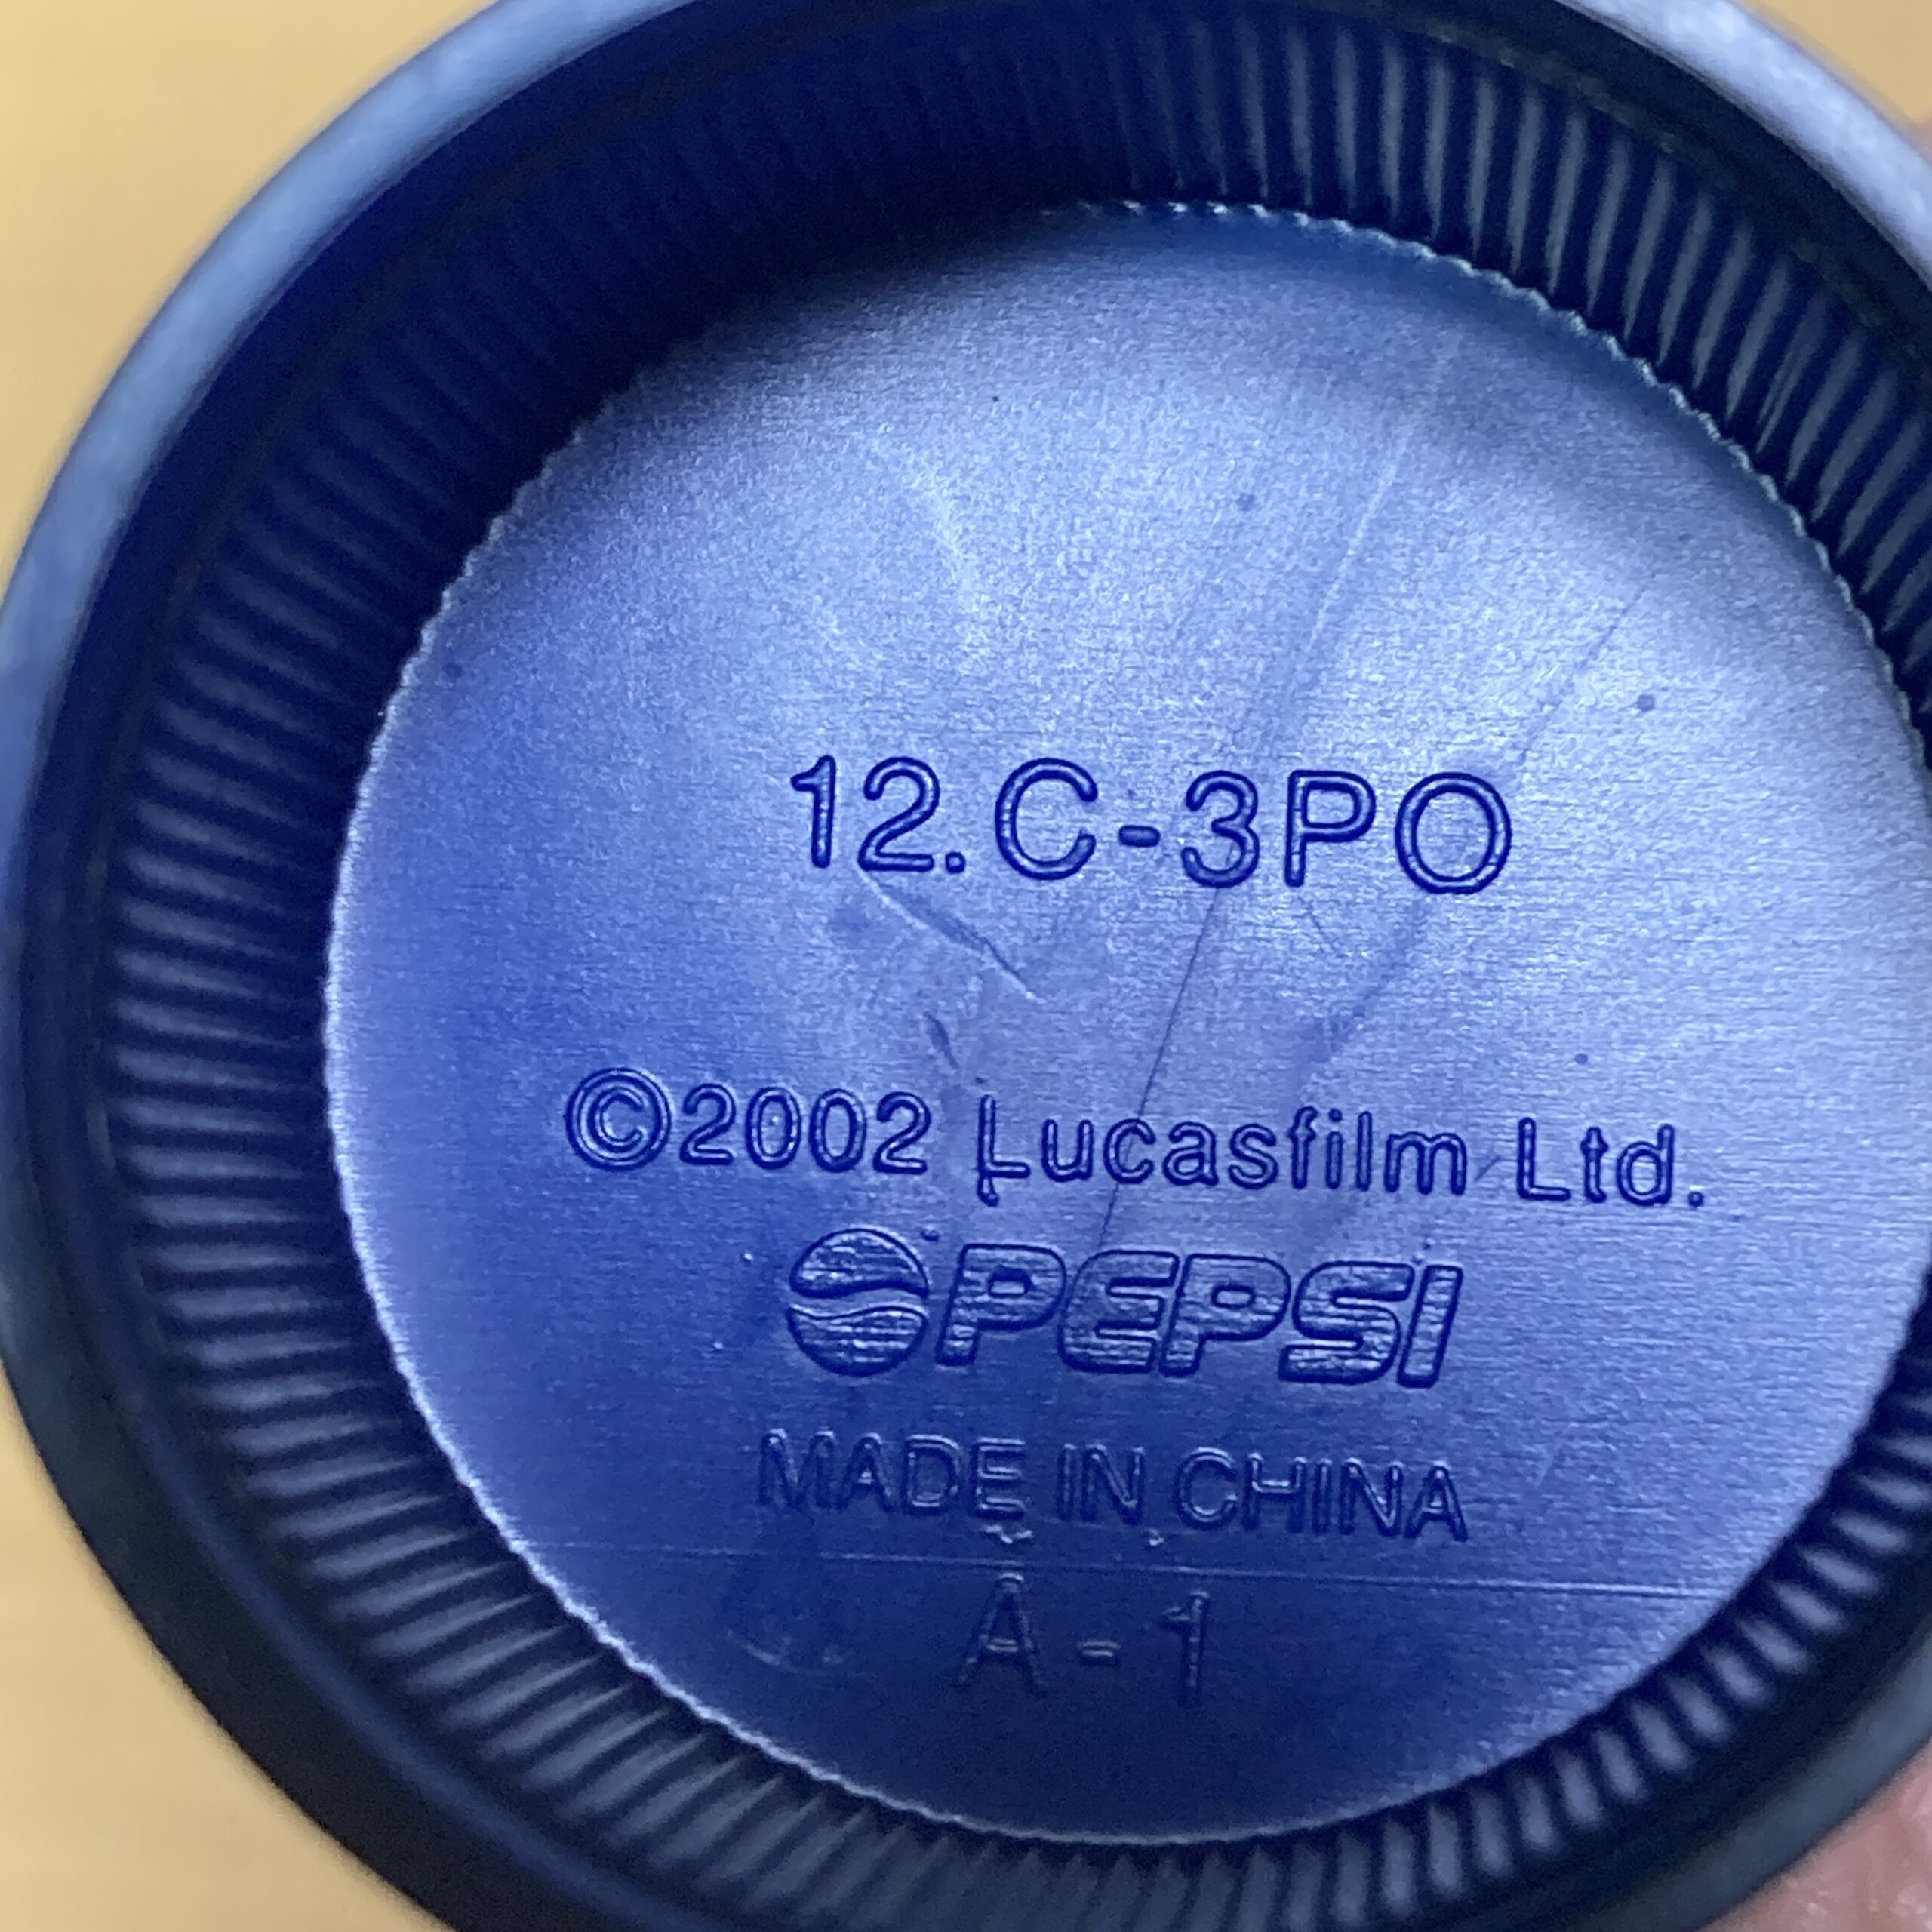 12.C-3PO
©2002 Lucasfilm Ltd.
PEPSI
MADE IN CHINA
A-1